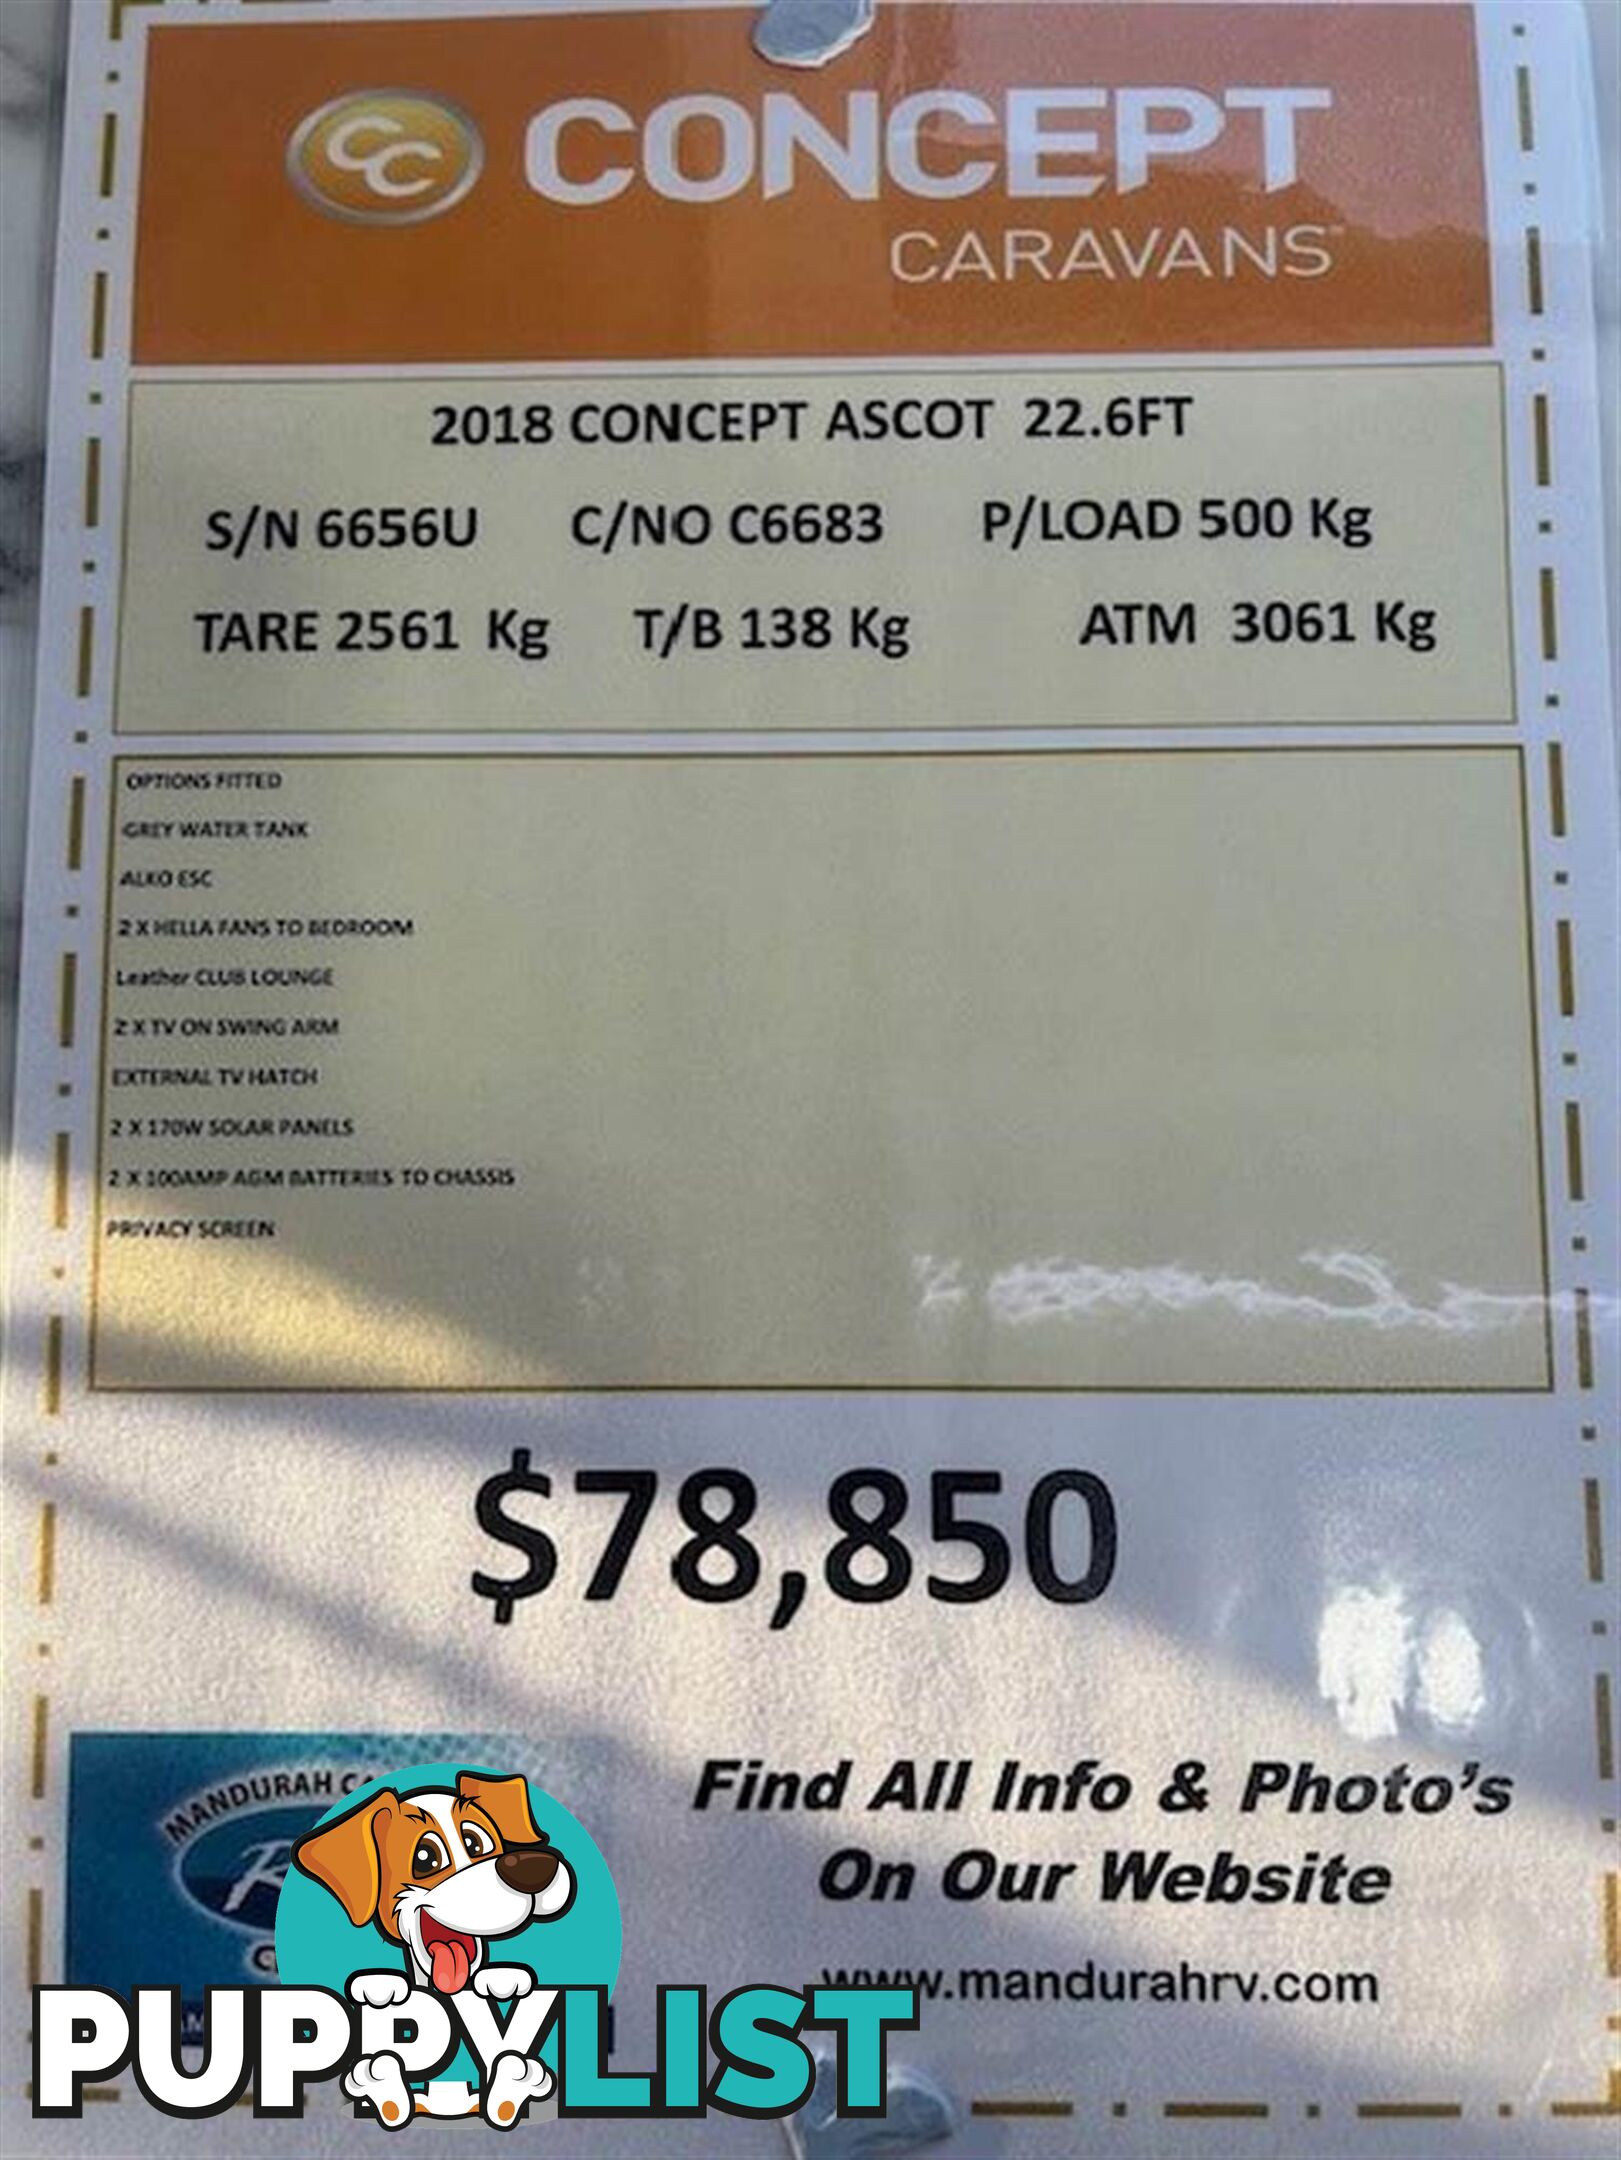 CC CONCEPT
CARAVANS™
2018 CONCEPT ASCOT 22.6FT
S/N 6656U C/NO C6683 P/LOAD 500 Kg
TARE 2561 Kg T/B 138 Kg ATM 3061 Kg
OPTIONS FITTED
GREY WATER TANK
ALKO ESC
2 X HELLA FANS TO BEDROOM
Leather CLUB LOUNGE
2 X TV ON SWING ARM
EXTERNAL TV HATCH
2 X 170W SOLAR PANELS
2 X 100AMP AGM BATTERIES TO CHASSIS
PRIVACY SCREEN
$78,850
MANDURAH
Find All Info & Photo's
On Our Website
www.mandurahrv.com
PUPPYLIST